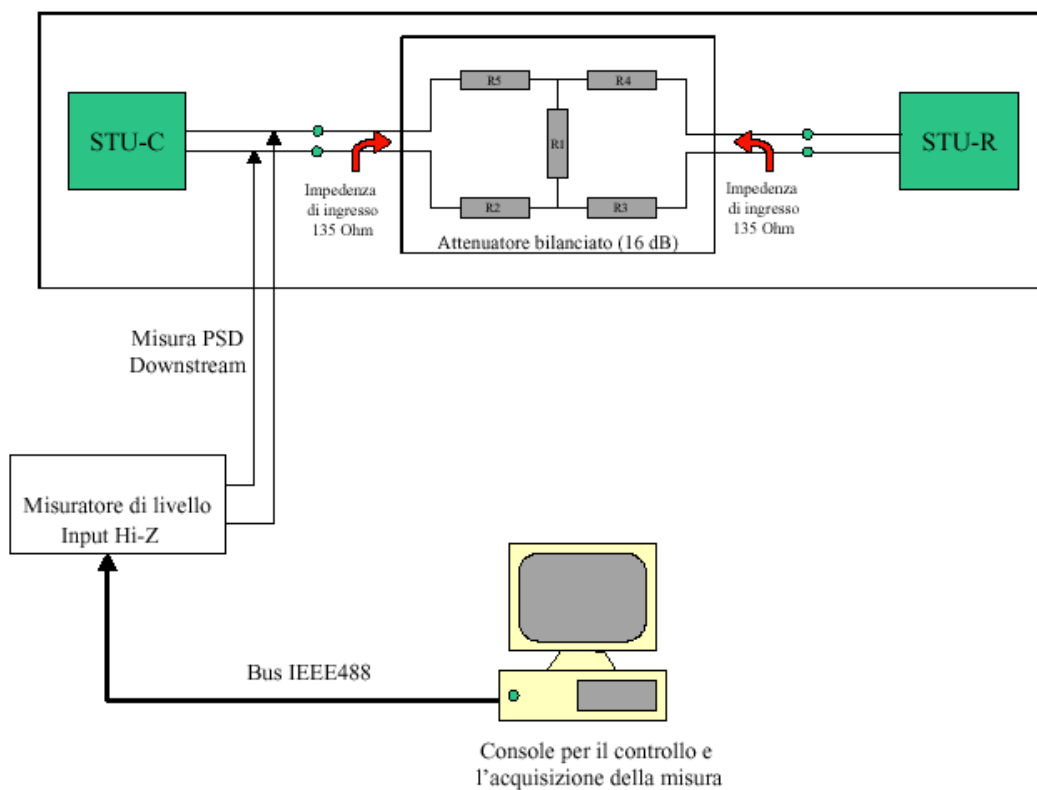 R5
R4
STU-C
STU-R
R1
Impedenza
di ingresso
135 Ohm
Impedenza
di ingresso
135 Ohm
R2
R3
Attenuatore bilanciato (16 dB)
Misura PSD
Downstream
Misuratore di livello
Input Hi-Z
Bus IEEE488
Console per il controllo e
l’acquisizione della misura